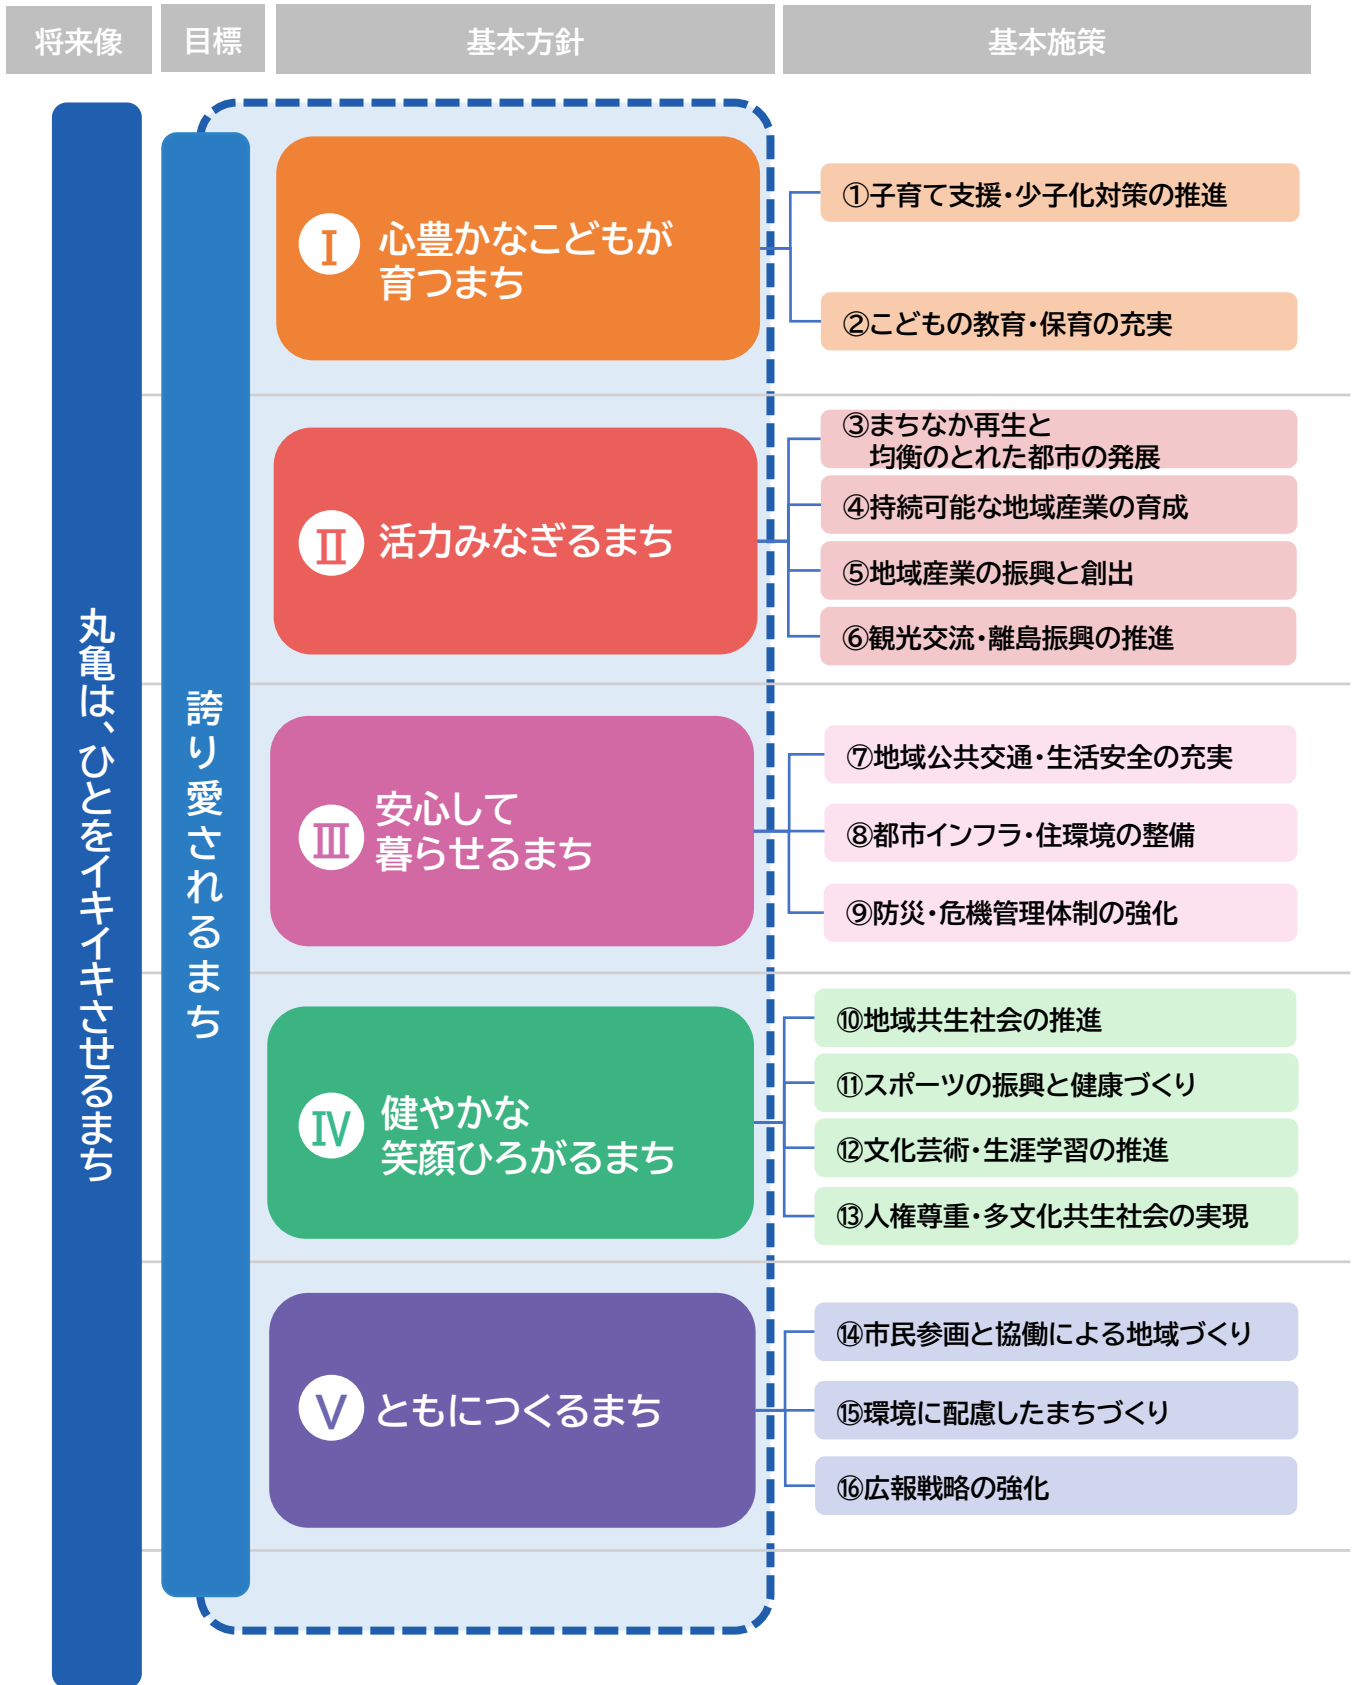 将来像
目標
基本方針
基本施策
丸亀は、ひとをイキイキさせるまち
誇り愛されるまち
Ⅰ
心豊かなこどもが
育つまち
①子育て支援・少子化対策の推進
②こどもの教育・保育の充実
Ⅱ
活力みなぎるまち
③まちなか再生と
均衡のとれた都市の発展
④持続可能な地域産業の育成
⑤地域産業の振興と創出
⑥観光交流・離島振興の推進
Ⅲ
安心して
暮らせるまち
⑦地域公共交通・生活安全の充実
⑧都市インフラ・住環境の整備
⑨防災・危機管理体制の強化
Ⅳ
健やかな
笑顔ひろがるまち
⑩地域共生社会の推進
⑪スポーツの振興と健康づくり
⑫文化芸術・生涯学習の推進
⑬人権尊重・多文化共生社会の実現
Ⅴ
ともにつくるまち
⑭市民参画と協働による地域づくり
⑮環境に配慮したまちづくり
⑯広報戦略の強化